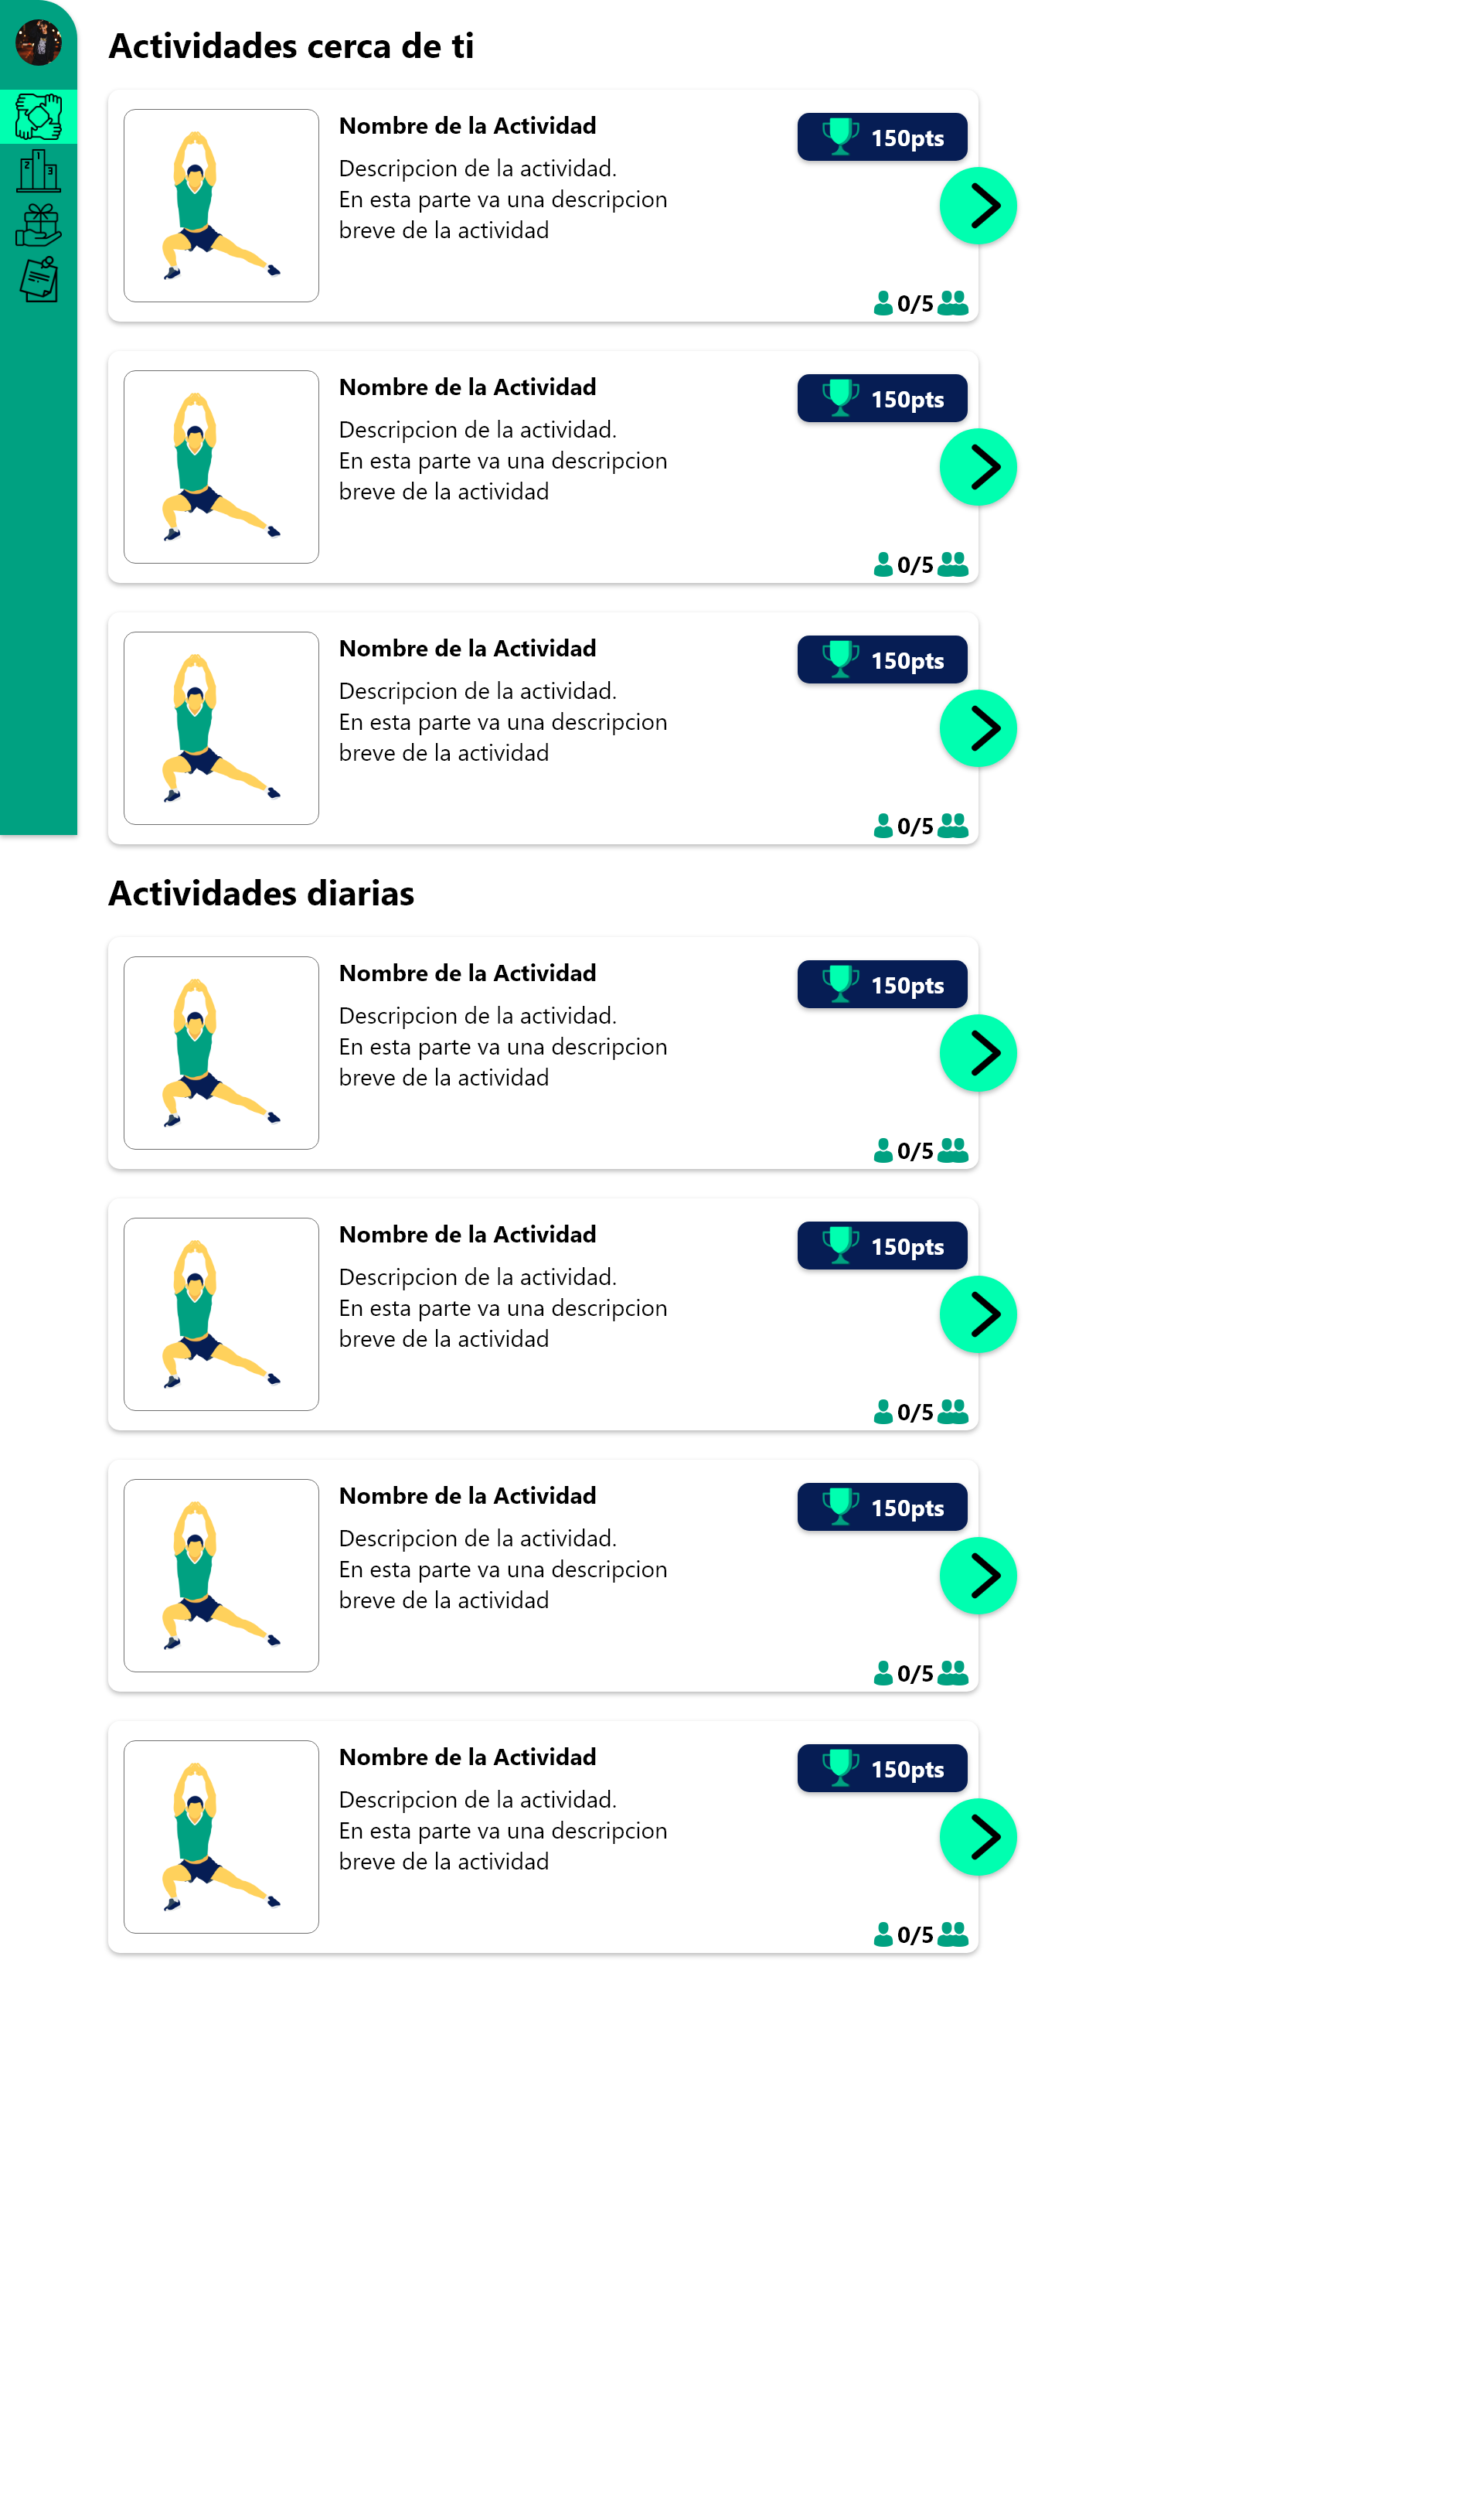 Actividades cerca de ti
Nombre de la Actividad
150pts
Descripcion de la actividad.
En esta parte va una descripcion
breve de la actividad
0/5
1
2
3
Nombre de la Actividad
150pts
Descripcion de la actividad.
En esta parte va una descripcion
breve de la actividad
0/5
Nombre de la Actividad
150pts
Descripcion de la actividad.
En esta parte va una descripcion
breve de la actividad
0/5
Actividades diarias
Nombre de la Actividad
150pts
Descripcion de la actividad.
En esta parte va una descripcion
breve de la actividad
0/5
Nombre de la Actividad
150pts
Descripcion de la actividad.
En esta parte va una descripcion
breve de la actividad
0/5
Nombre de la Actividad
150pts
Descripcion de la actividad.
En esta parte va una descripcion
breve de la actividad
0/5
Nombre de la Actividad
150pts
Descripcion de la actividad.
En esta parte va una descripcion
breve de la actividad
0/5